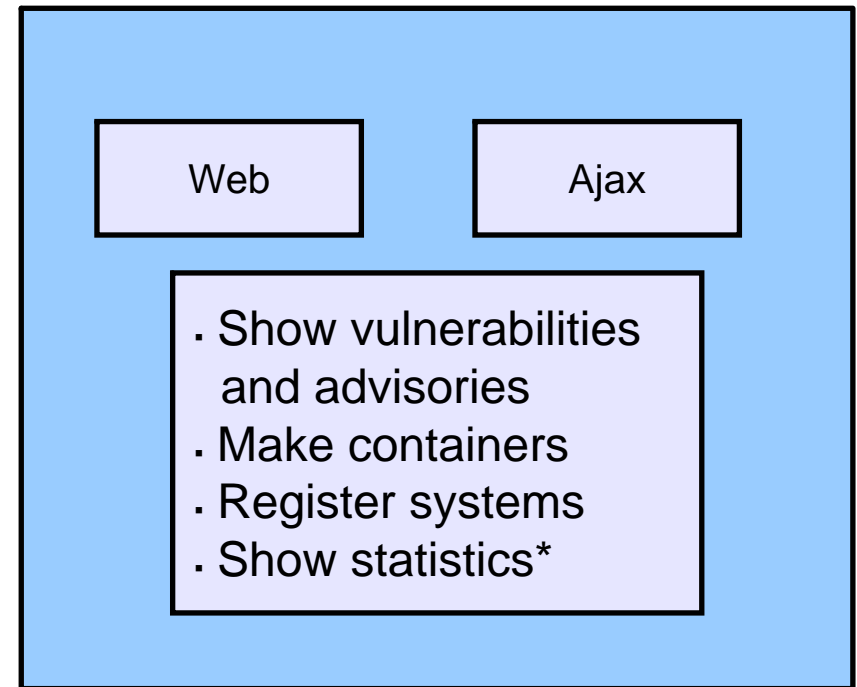 Web
Ajax
▪ Show vulnerabilities
and advisories
▪ Make containers
▪ Register systems
▪ Show statistics*